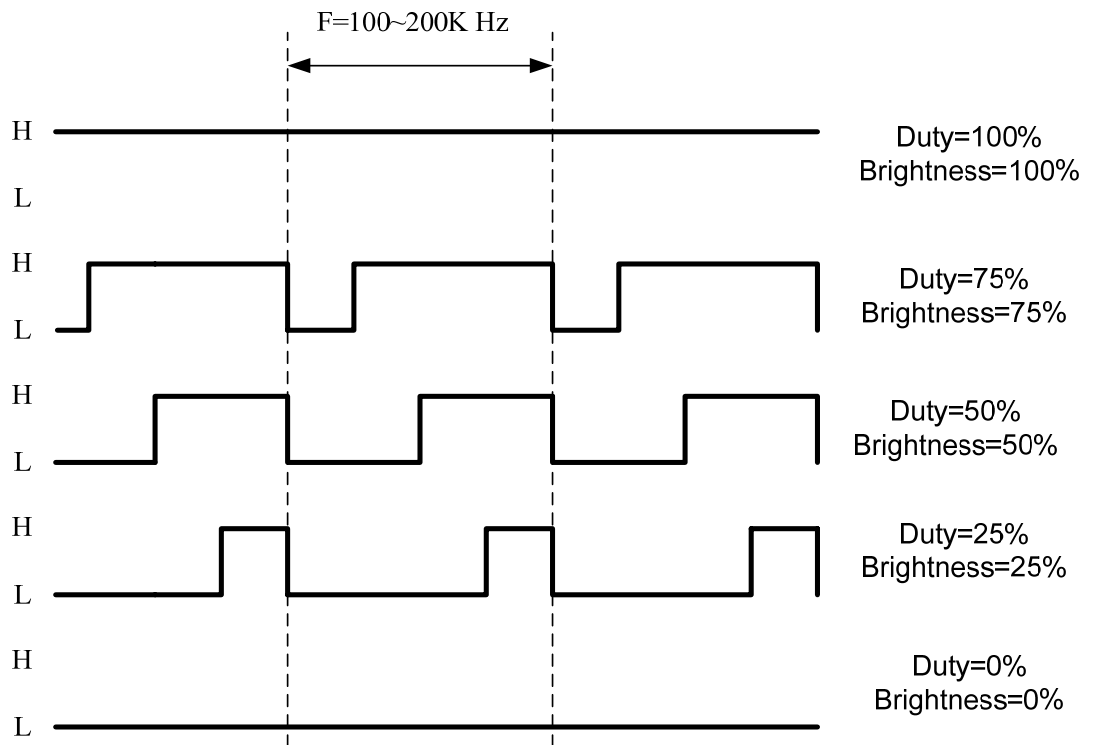 F=100~200K Hz
H
Duty=100%
Brightness=100%
L
H
Duty=75%
Brightness=75%
L
H
Duty=50%
Brightness=50%
L
H
Duty=25%
Brightness=25%
L
H
Duty=0%
Brightness=0%
L